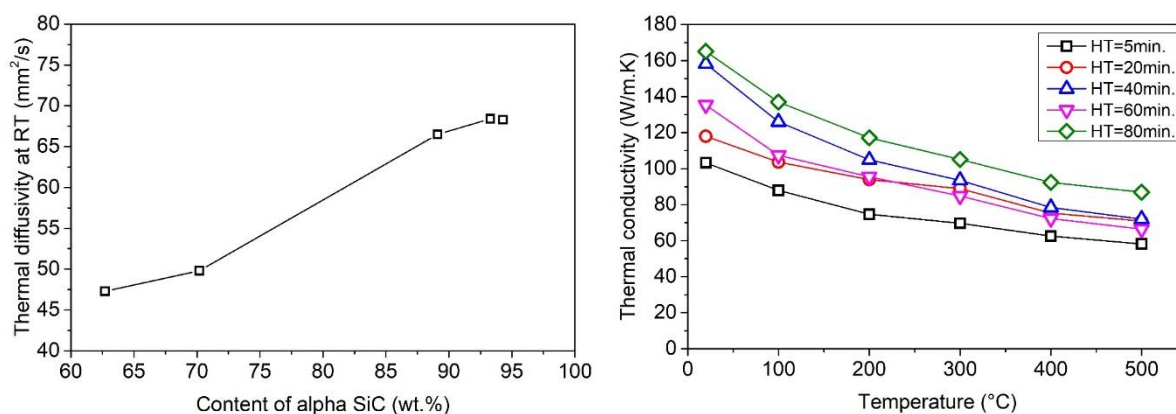 Thermal diffusivity at RT (mm²/s)
80
75
70
65
60
55
50
45
40
60 65 70 75 80 85 90 95 100
Content of alpha SiC (wt.%)
Thermal conductivity (W/m.K)
180
160
140
120
100
80
60
40
20
0
0 100 200 300 400 500
Temperature (°C)
HT=5min.
HT=20min.
HT=40min.
HT=60min.
HT=80min.